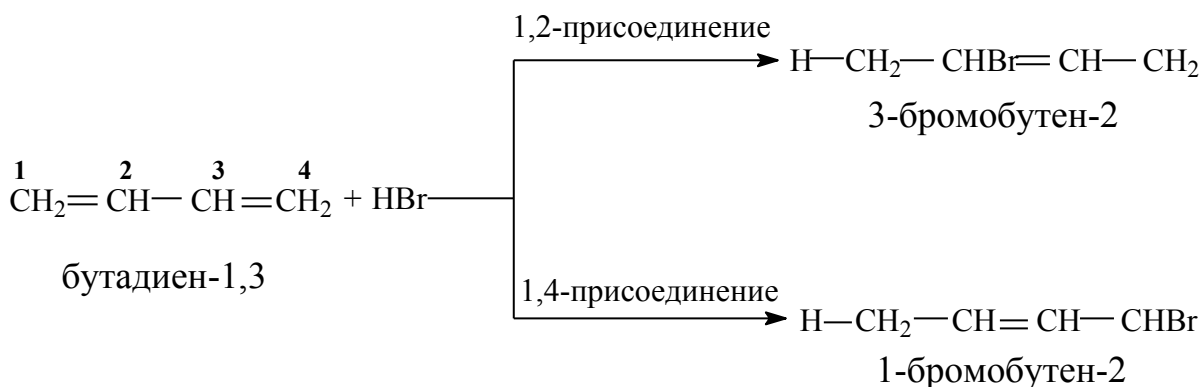 1,2-присоединение
H—CH₂—CHBr═CH—CH₂
3-бромобутен-2
1 2 3 4
CH₂═CH—CH═CH₂ + HBr
бутадиен-1,3
1,4-присоединение
H—CH₂—CH═CH—CHBr
1-бромобутен-2